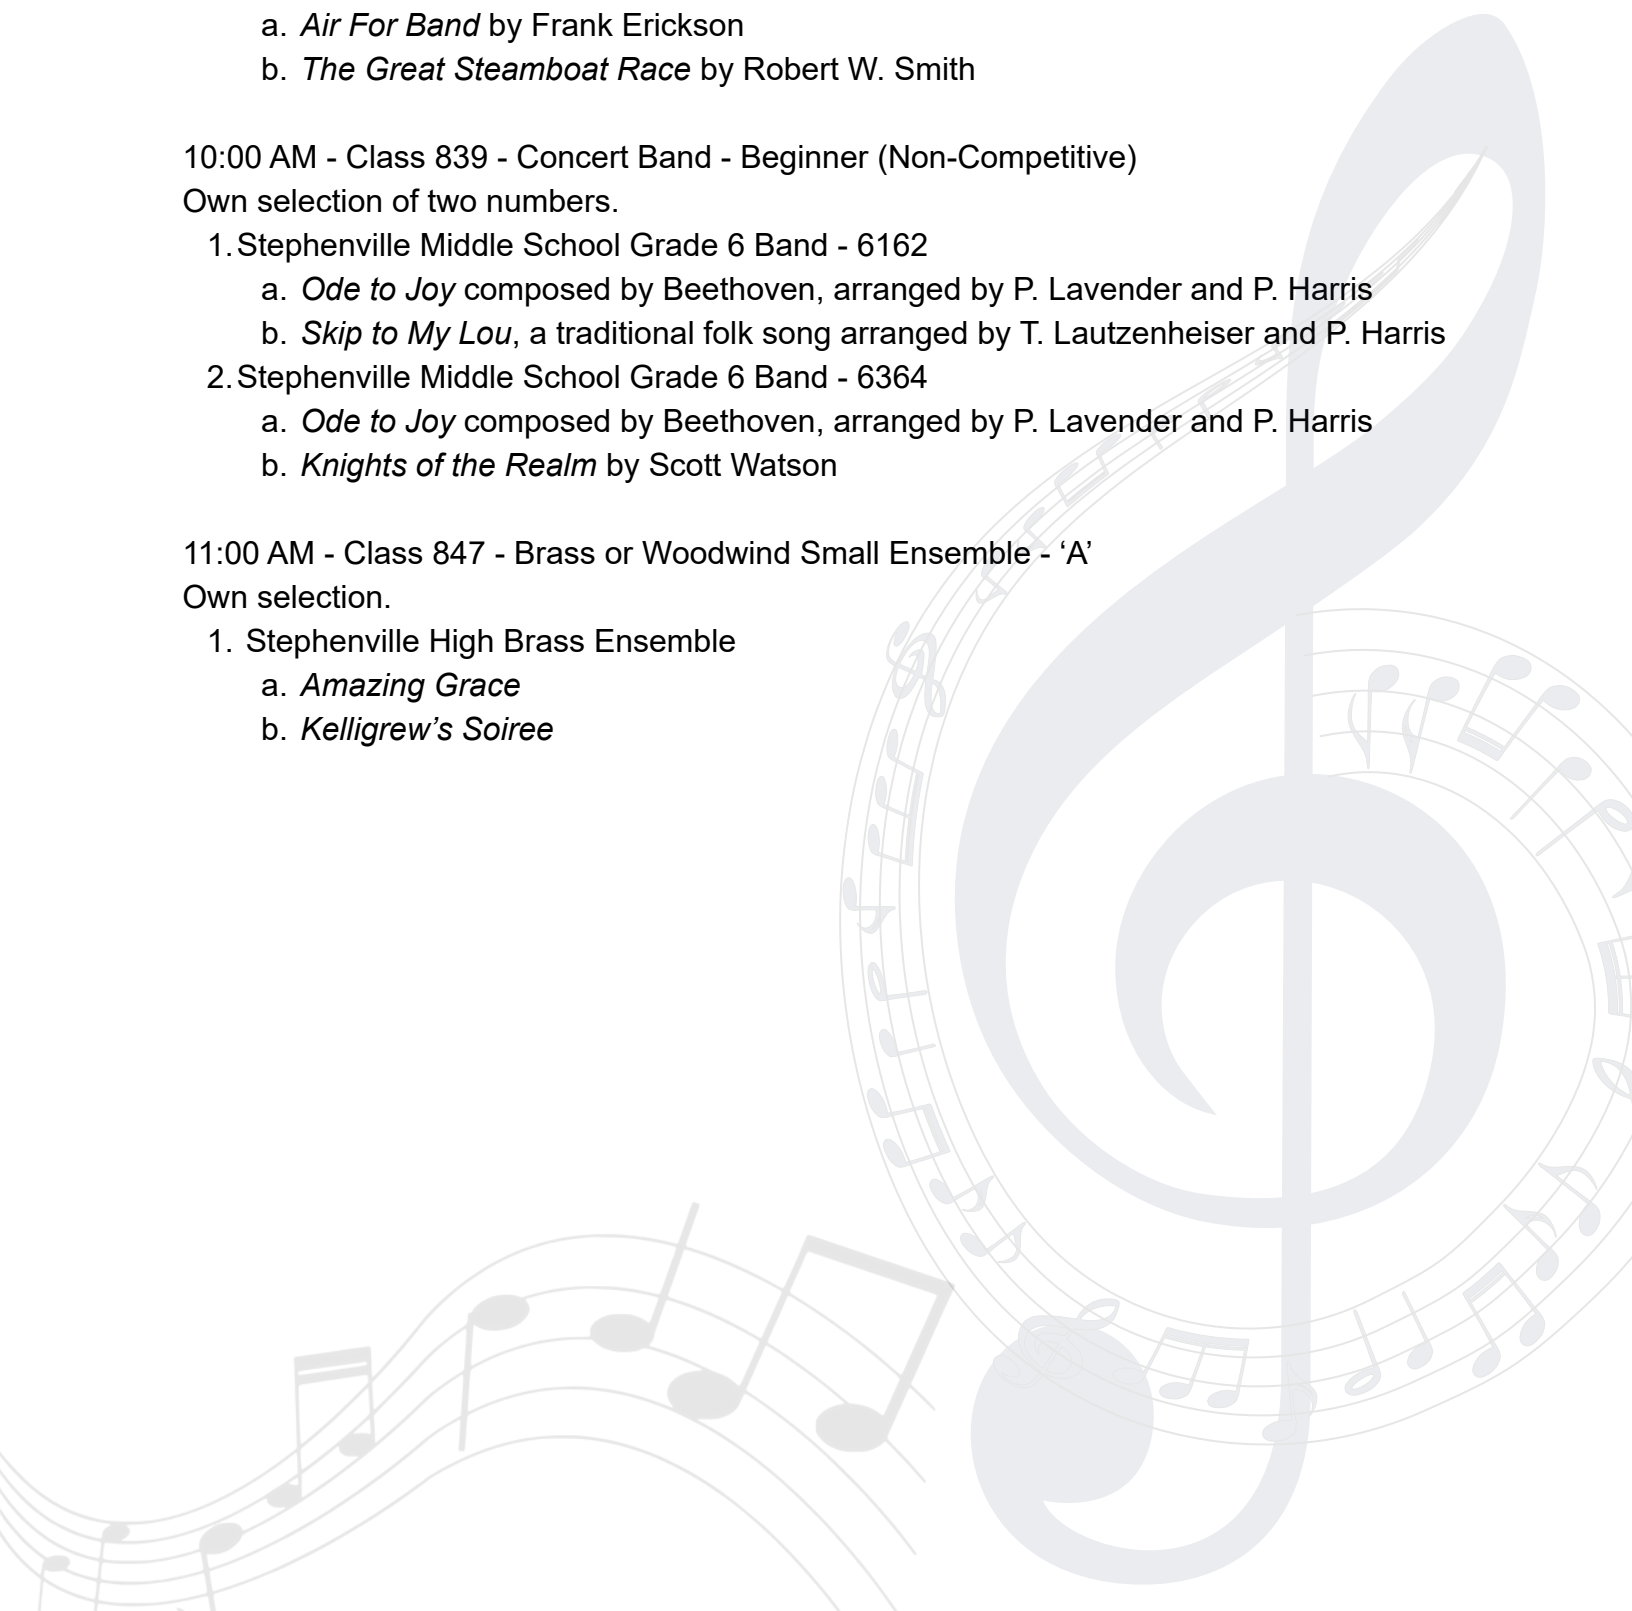 a. Air For Band by Frank Erickson
b. The Great Steamboat Race by Robert W. Smith
10:00 AM - Class 839 - Concert Band - Beginner (Non-Competitive)
Own selection of two numbers.
1. Stephenville Middle School Grade 6 Band - 6162
a. Ode to Joy composed by Beethoven, arranged by P. Lavender and P. Harris
b. Skip to My Lou, a traditional folk song arranged by T. Lautzenheiser and P. Harris
2. Stephenville Middle School Grade 6 Band - 6364
a. Ode to Joy composed by Beethoven, arranged by P. Lavender and P. Harris
b. Knights of the Realm by Scott Watson
11:00 AM - Class 847 - Brass or Woodwind Small Ensemble - ‘A’
Own selection.
1. Stephenville High Brass Ensemble
a. Amazing Grace
b. Kelligrew’s Soiree